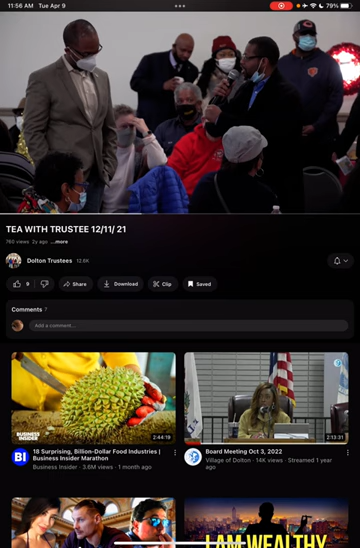 11:56 AM Tue Apr 9
79%
TEA WITH TRUSTEE 12/11/ 21
760 views 2y ago ...more
Dolton Trustees 12.6K
9 Share Download Clip Saved
Comments 7
Add a comment...
BUSINESS
INSIDER
2:44:19
2:13:31
BI
18 Surprising, Billion-Dollar Food Industries |
Business Insider Marathon
Business Insider · 3.6M views · 1 month
ago
Board Meeting Oct 3, 2022
Village of Dolton · 14K views · Streamed 1 year
ago
I AM WEALTHY